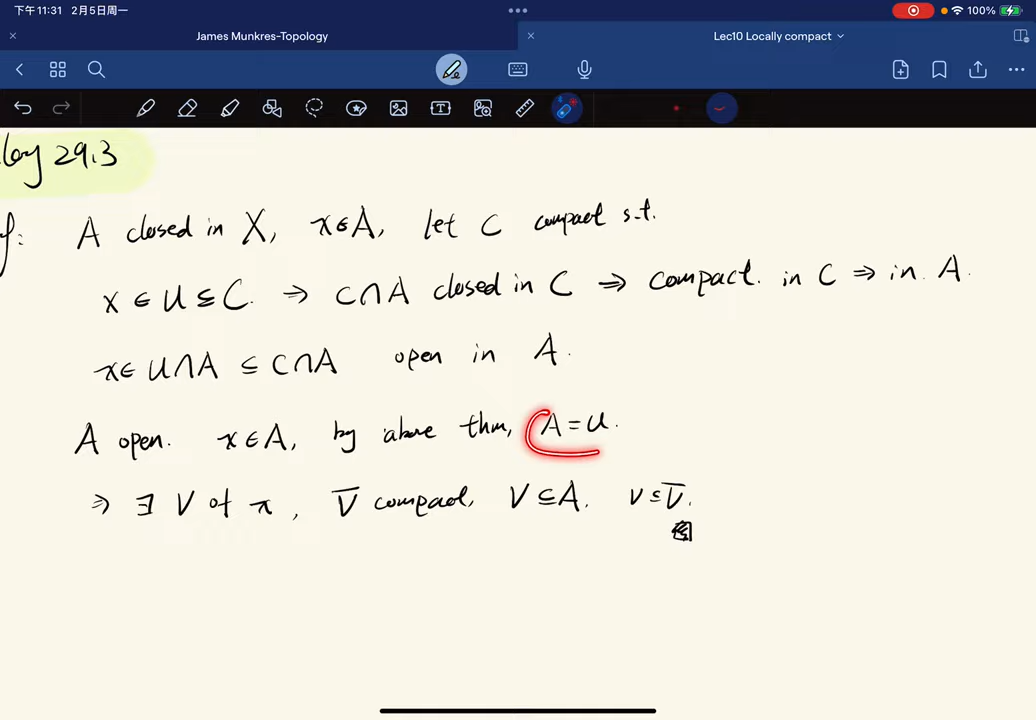 下午11:31 2月5日周一
100%
James Munkres-Topology
Lec10 Locally compact
29.3
A closed in X, x∈A, let C compact s.t.
x ∈ U ⊆ C. ⇒ C∩A closed in C ⇒ compact. in C ⇒ in A.
x∈ U∩A ⊆ C∩A open in A.
A open. x∈A, by above thm, A=U.
⇒ ∃ V of x, V̅ compact, V⊆A. V⊆V̅.